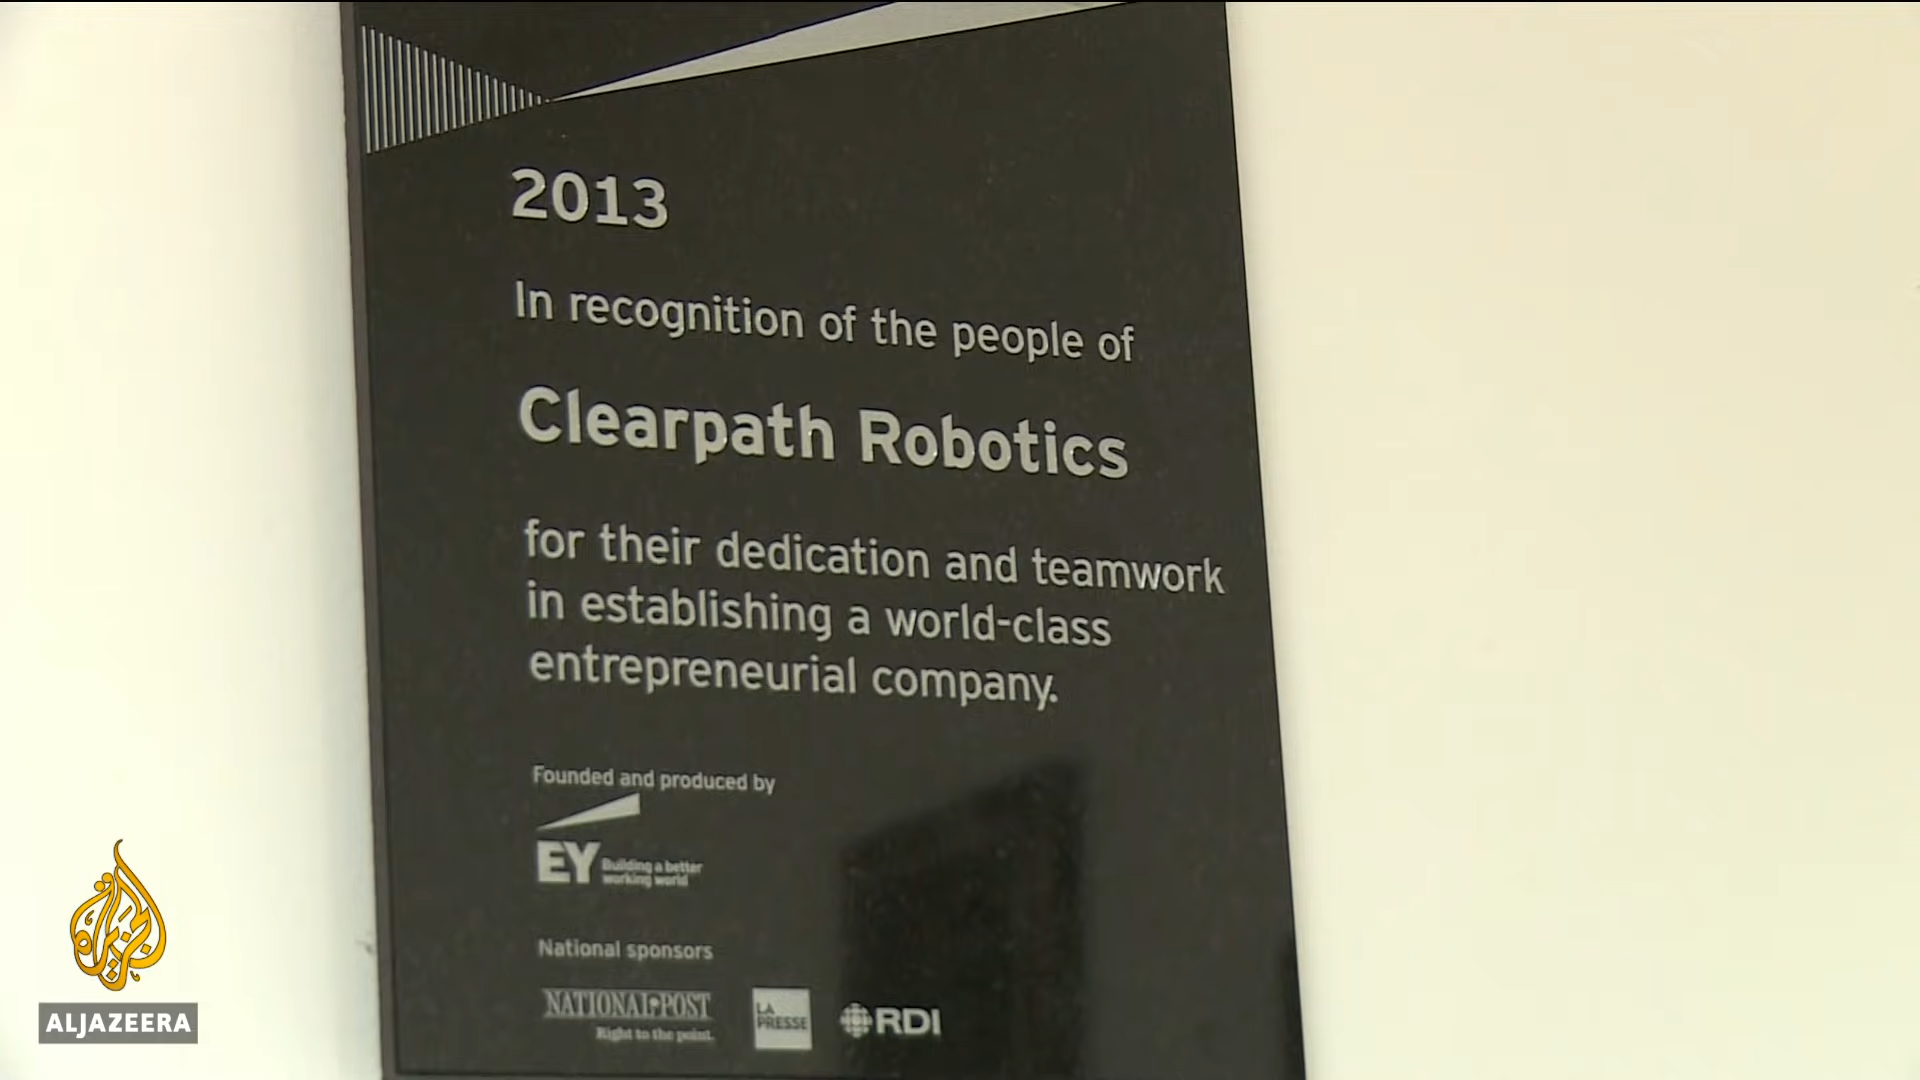 2013
In recognition of the people of
Clearpath Robotics
for their dedication and teamwork
in establishing a world-class
entrepreneurial company.
Founded and produced by
EY Building a better
working world
National sponsors
NATIONAL POST
Right to the point.
LA
PRESSE
RDI
الجزيرة
ALJAZEERA